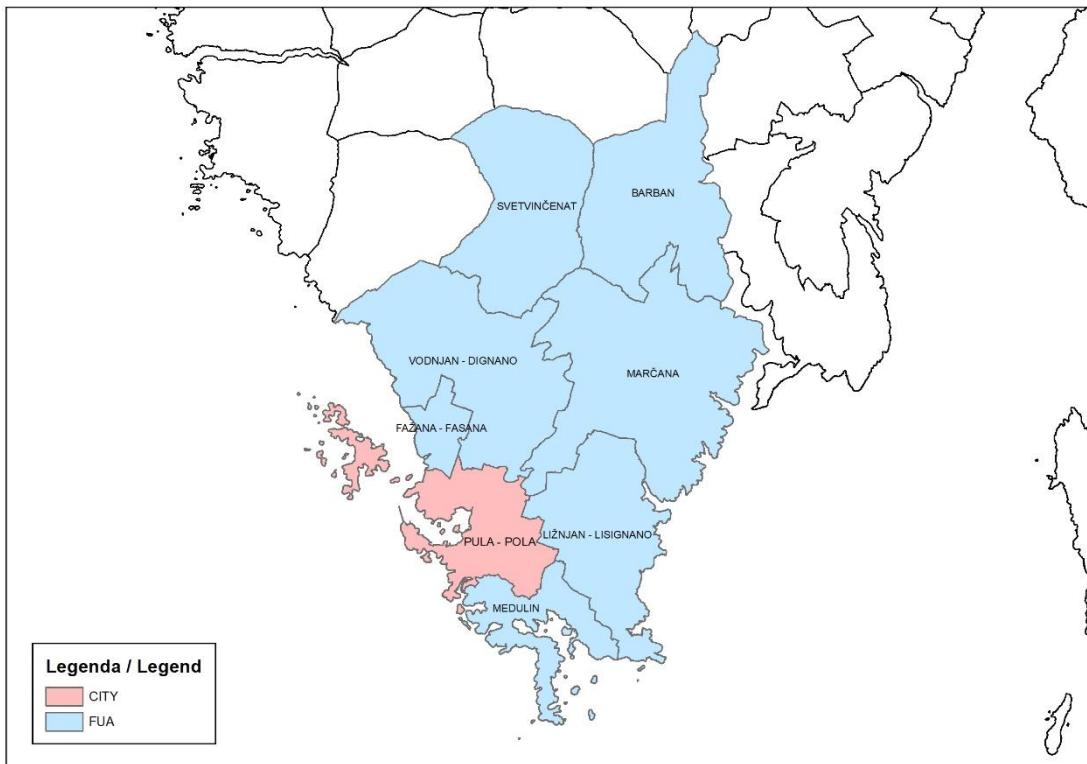 BARBAN
SVETVINČENAT
VODNJAN - DIGNANO
MARČANA
FAŽANA - FASANA
PULA - POLA
LIŽNJAN - LISIGNANO
MEDULIN
Legenda / Legend
CITY
FUA